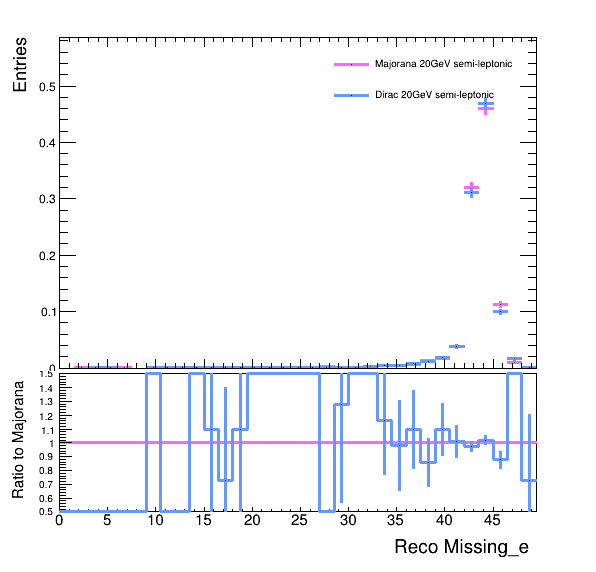 Entries
Majorana 20GeV semi-leptonic
Dirac 20GeV semi-leptonic
0.5
0.4
0.3
0.2
0.1
0
Ratio to Majorana
1.5
1.4
1.3
1.2
1.1
1
0.9
0.8
0.7
0.6
0.5
0 5 10 15 20 25 30 35 40 45
Reco Missing_e